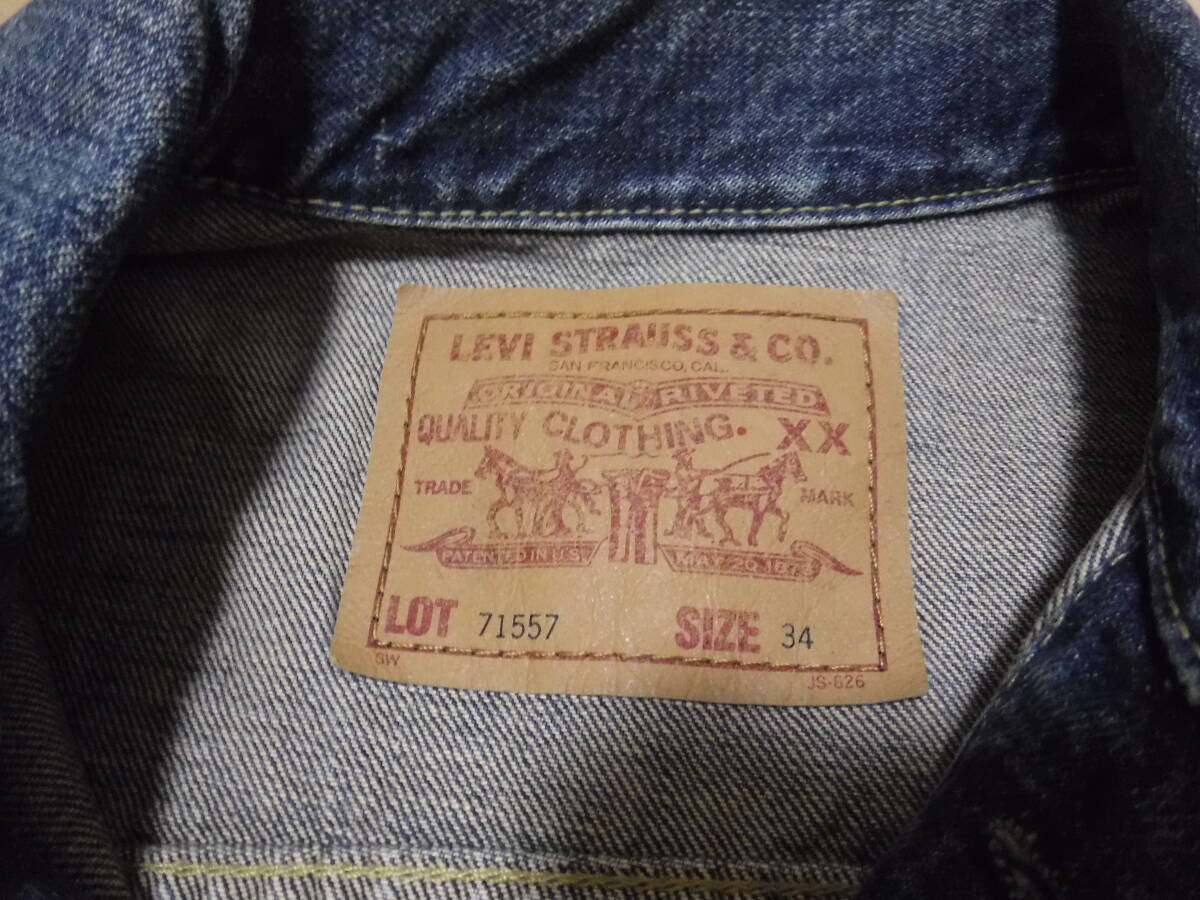 LEVI STRAUSS & CO.
SAN FRANCISCO, CAL.
ORIGINAL RIVETED
QUALITY CLOTHING. XX
TRADE MARK
PATENTED IN U.S. MAY 20 1873
LOT 71557 SIZE 34
SW JS-626